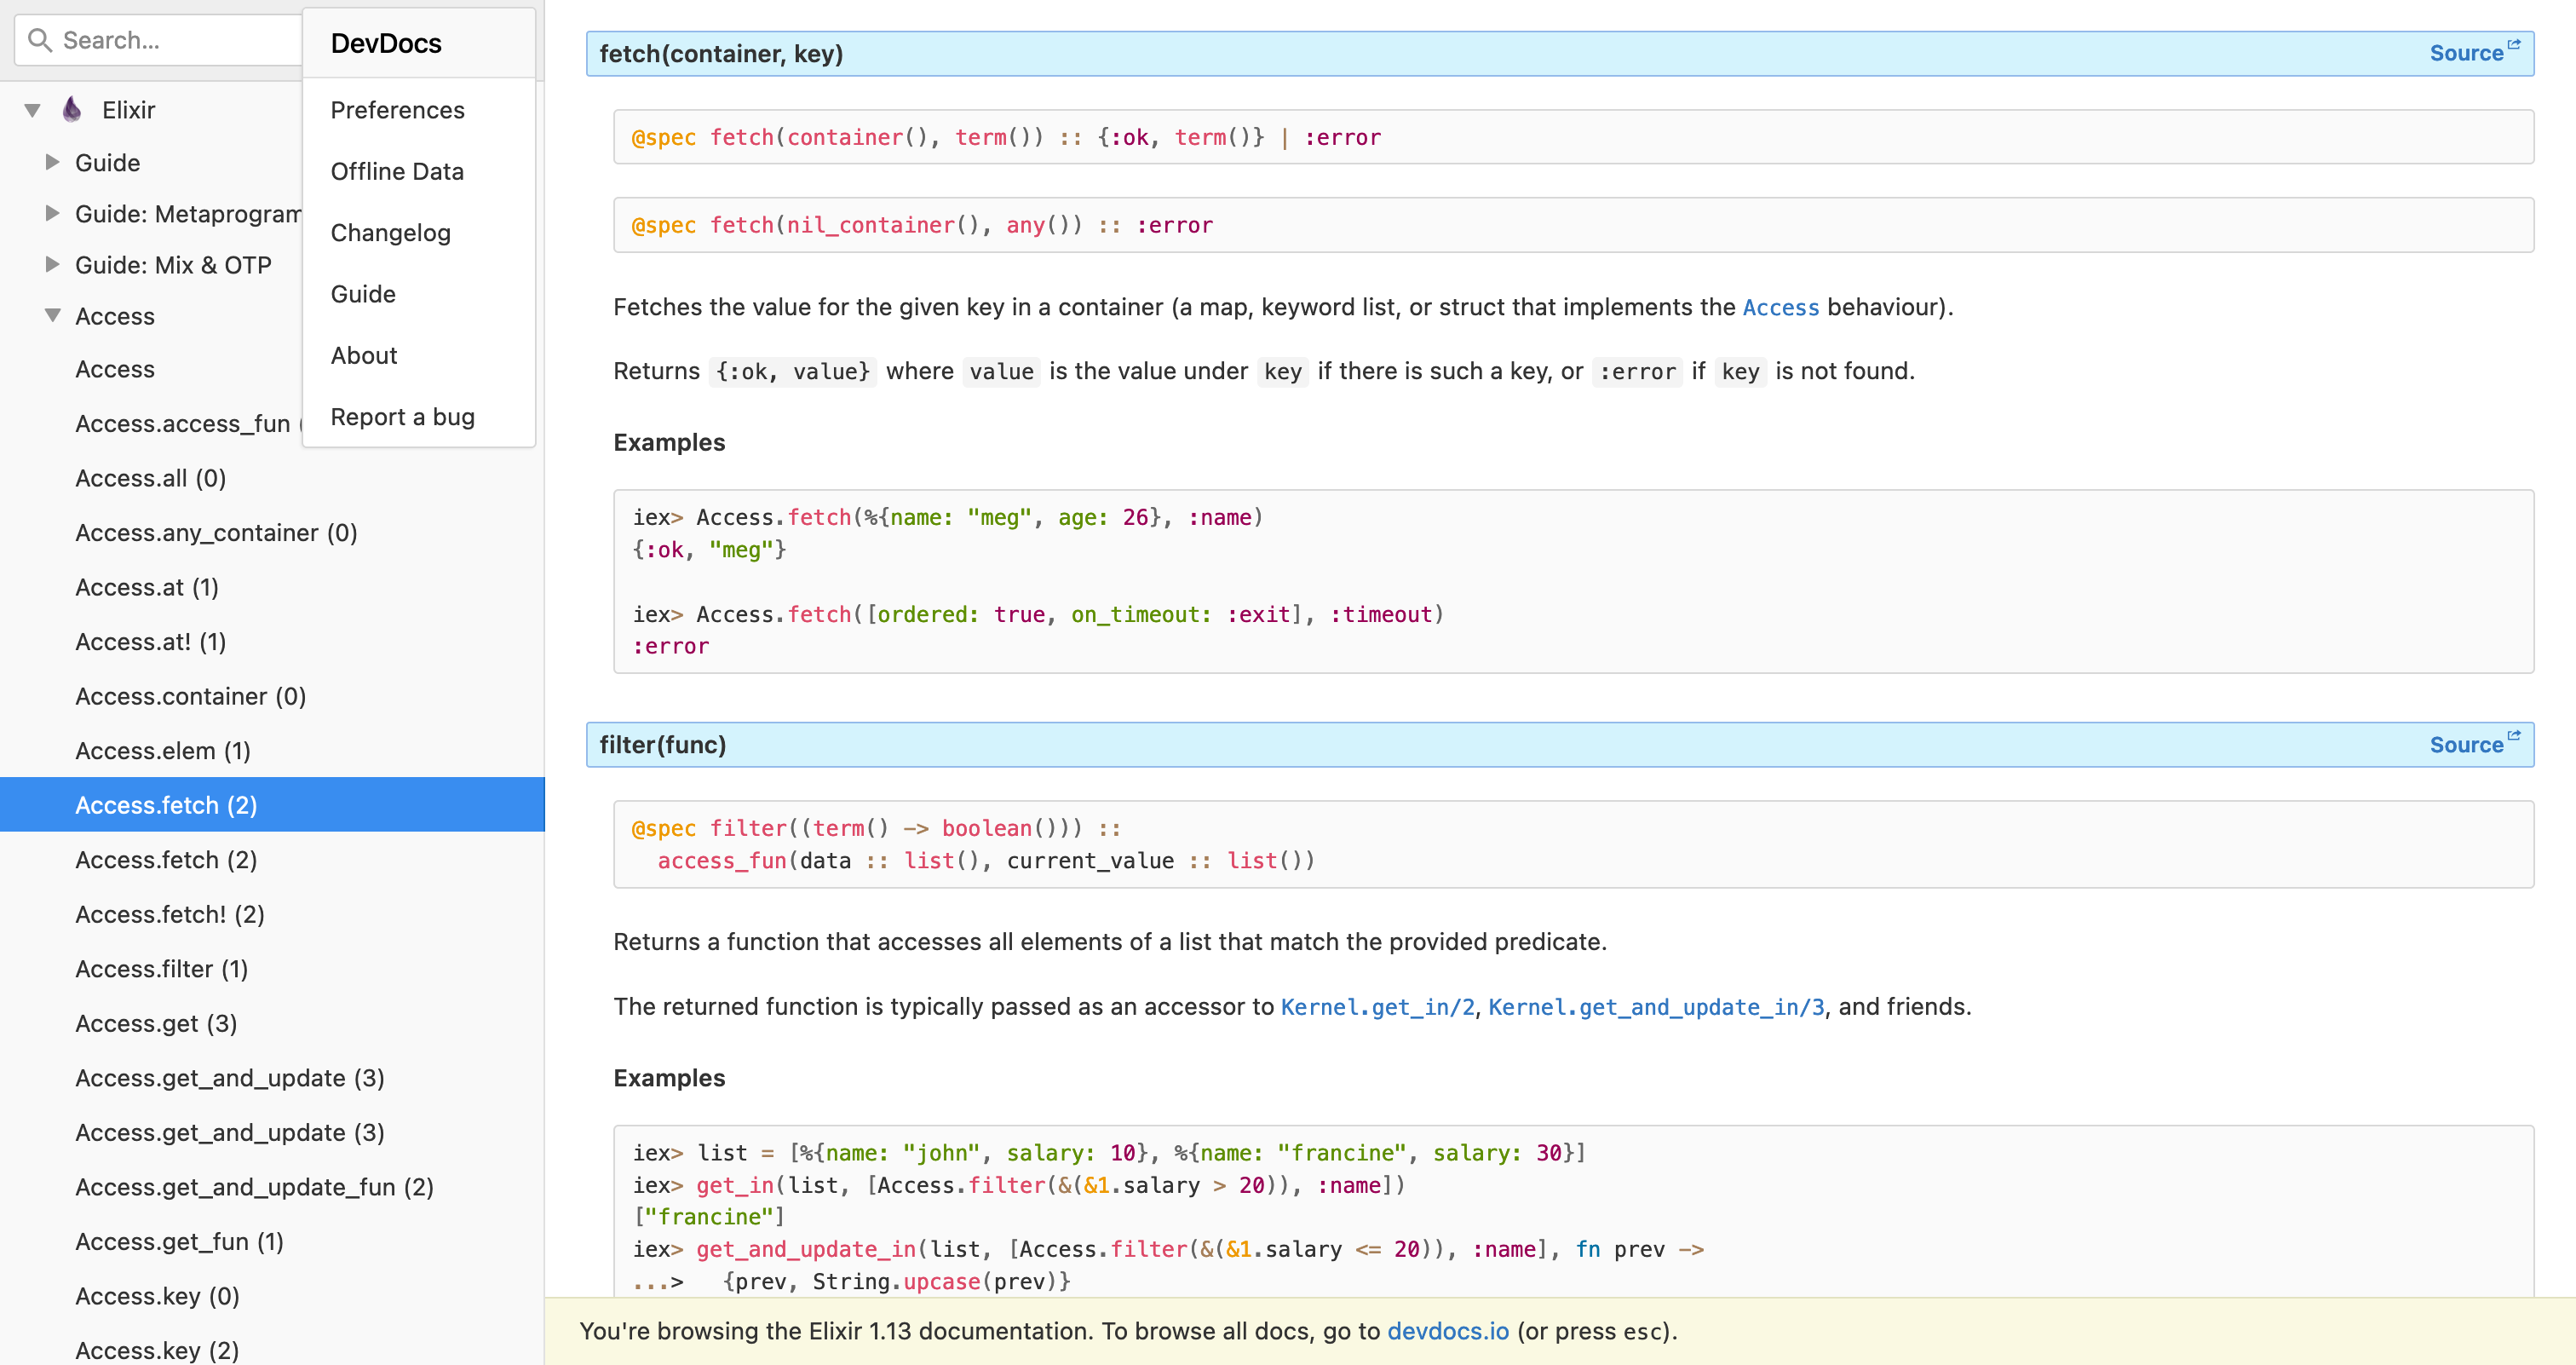 Search...
DevDocs
Preferences
Offline Data
Changelog
Guide
About
Report a bug
Elixir
Guide
Guide: Metaprogram
Guide: Mix & OTP
Access
Access
Access.access_fun (
Access.all (0)
Access.any_container (0)
Access.at (1)
Access.at! (1)
Access.container (0)
Access.elem (1)
Access.fetch (2)
Access.fetch (2)
Access.fetch! (2)
Access.filter (1)
Access.get (3)
Access.get_and_update (3)
Access.get_and_update (3)
Access.get_and_update_fun (2)
Access.get_fun (1)
Access.key (0)
Access.key (2)
fetch(container, key) Source
@spec fetch(container(), term()) :: {:ok, term()} | :error
@spec fetch(nil_container(), any()) :: :error
Fetches the value for the given key in a container (a map, keyword list, or struct that implements the Access behaviour).
Returns {:ok, value} where value is the value under key if there is such a key, or :error if key is not found.
Examples
iex> Access.fetch(%{name: "meg", age: 26}, :name)
{:ok, "meg"}
iex> Access.fetch([ordered: true, on_timeout: :exit], :timeout)
:error
filter(func) Source
@spec filter((term() -> boolean())) ::
access_fun(data :: list(), current_value :: list())
Returns a function that accesses all elements of a list that match the provided predicate.
The returned function is typically passed as an accessor to Kernel.get_in/2, Kernel.get_and_update_in/3, and friends.
Examples
iex> list = [%{name: "john", salary: 10}, %{name: "francine", salary: 30}]
iex> get_in(list, [Access.filter(&(&1.salary > 20)), :name])
["francine"]
iex> get_and_update_in(list, [Access.filter(&(&1.salary <= 20)), :name], fn prev ->
...>   {prev, String.upcase(prev)}
You're browsing the Elixir 1.13 documentation. To browse all docs, go to devdocs.io (or press esc).